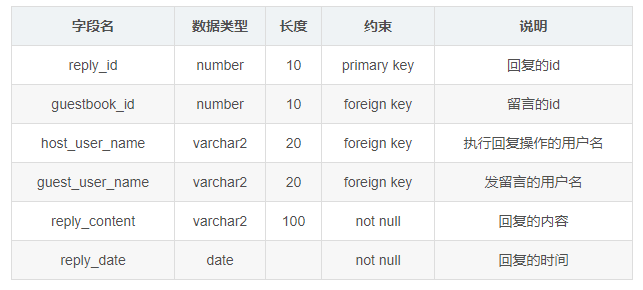 字段名 数据类型 长度 约束 说明
reply_id number 10 primary key 回复的id
guestbook_id number 10 foreign key 留言的id
host_user_name varchar2 20 foreign key 执行回复操作的用户名
guest_user_name varchar2 20 foreign key 发留言的用户名
reply_content varchar2 100 not null 回复的内容
reply_date date not null 回复的时间